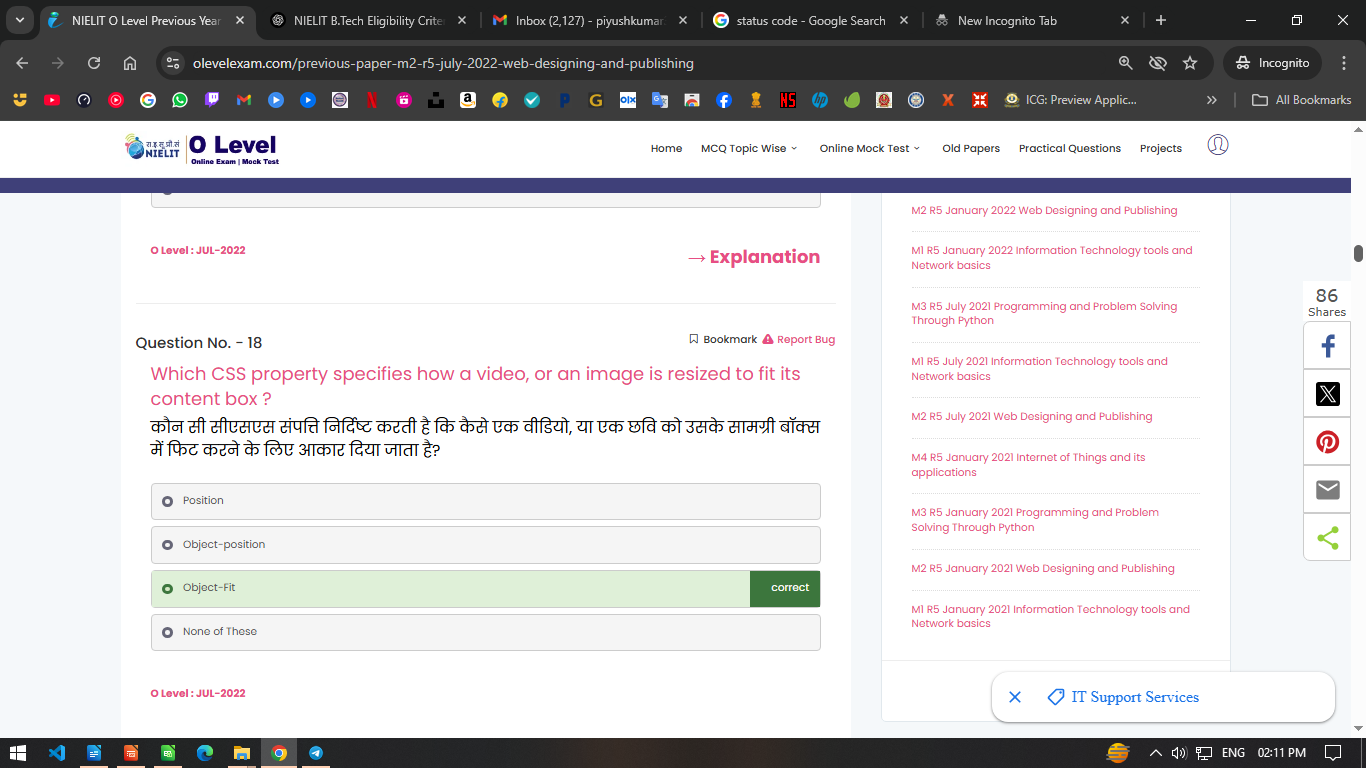 NIELIT O Level Previous Year
NIELIT B.Tech Eligibility Crite
Inbox (2,127) - piyushkumar
status code - Google Search
New Incognito Tab
olevelexam.com/previous-paper-m2-r5-july-2022-web-designing-and-publishing
Incognito
ICG: Preview Applic...
All Bookmarks
रा.इ.सू.प्रौ.सं
NIELIT
O Level
Online Exam | Mock Test
Home
MCQ Topic Wise
Online Mock Test
Old Papers
Practical Questions
Projects
O Level : JUL-2022
→ Explanation
Question No. - 18
Bookmark
Report Bug
Which CSS property specifies how a video, or an image is resized to fit its
content box ?
कौन सी सीएसएस संपत्ति निर्दिष्ट करती है कि कैसे एक वीडियो, या एक छवि को उसके सामग्री बॉक्स
में फिट करने के लिए आकार दिया जाता है?
Position
Object-position
Object-Fit
correct
None of These
O Level : JUL-2022
M2 R5 January 2022 Web Designing and Publishing
M1 R5 January 2022 Information Technology tools and
Network basics
M3 R5 July 2021 Programming and Problem Solving
Through Python
M1 R5 July 2021 Information Technology tools and
Network basics
M2 R5 July 2021 Web Designing and Publishing
M4 R5 January 2021 Internet of Things and its
applications
M3 R5 January 2021 Programming and Problem
Solving Through Python
M2 R5 January 2021 Web Designing and Publishing
M1 R5 January 2021 Information Technology tools and
Network basics
86
Shares
IT Support Services
ENG
02:11 PM